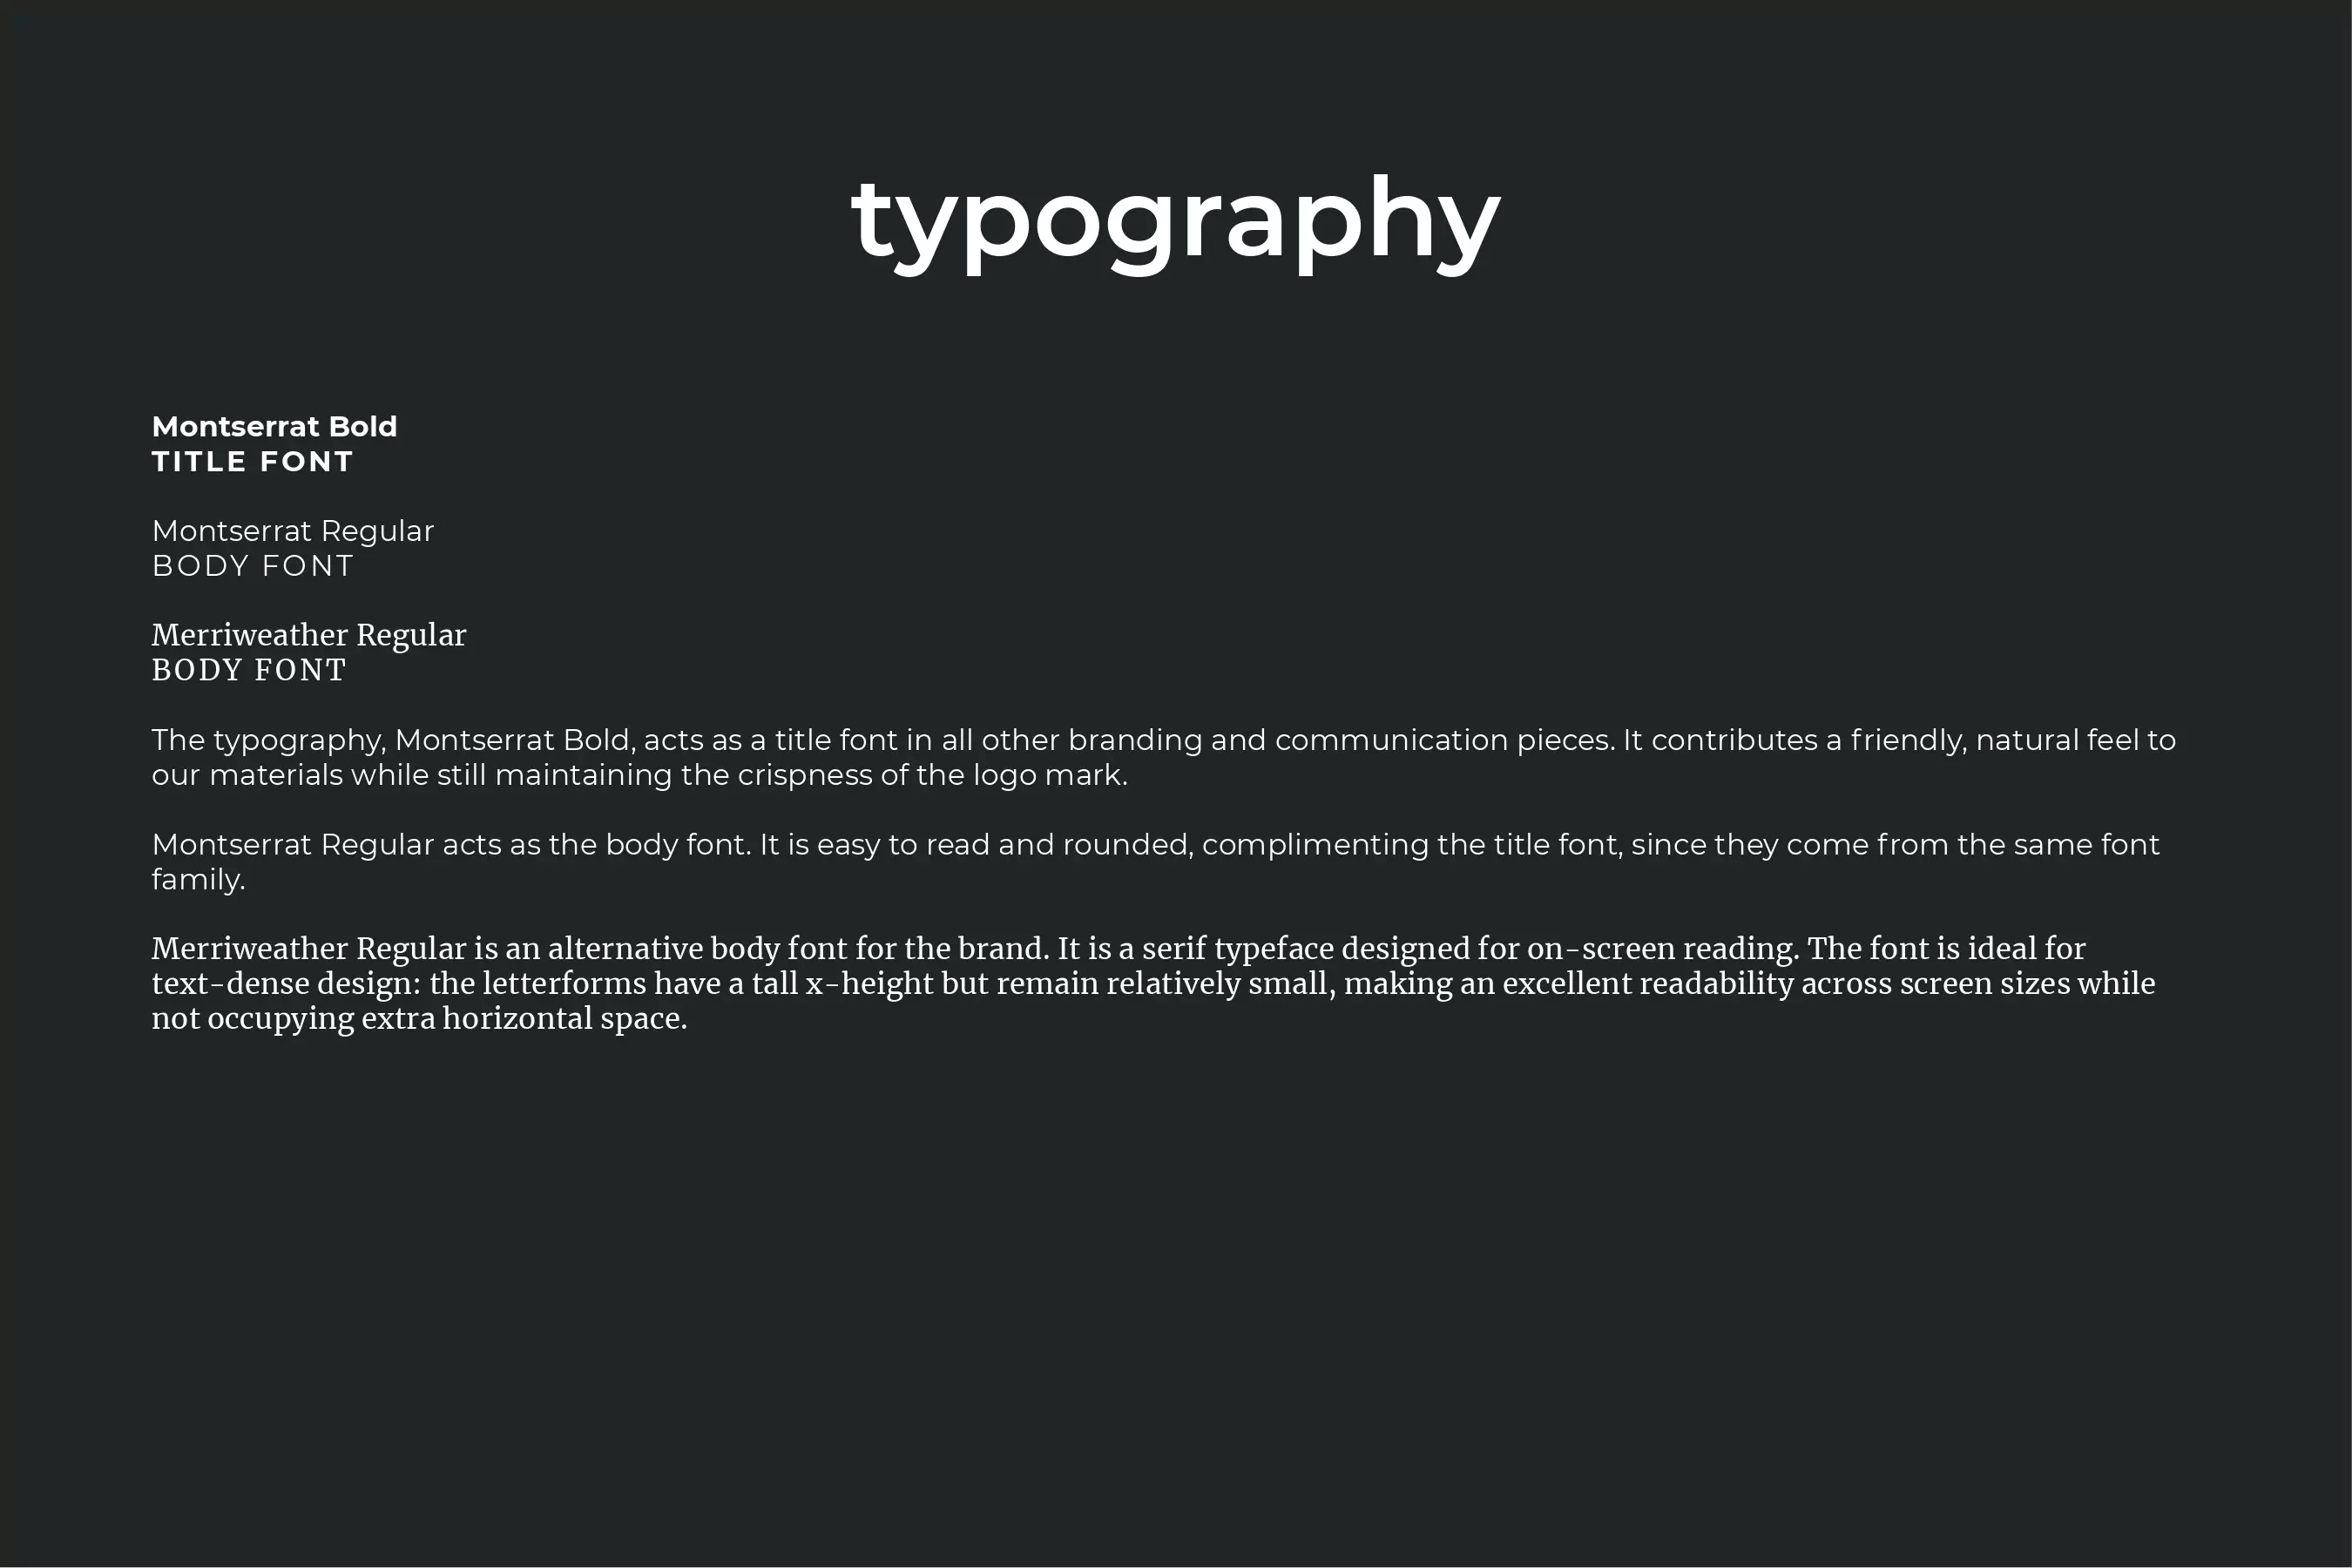 typography
Montserrat Bold
TITLE FONT
Montserrat Regular
BODY FONT
Merriweather Regular
BODY FONT
The typography, Montserrat Bold, acts as a title font in all other branding and communication pieces. It contributes a friendly, natural feel to
our materials while still maintaining the crispness of the logo mark.
Montserrat Regular acts as the body font. It is easy to read and rounded, complimenting the title font, since they come from the same font
family.
Merriweather Regular is an alternative body font for the brand. It is a serif typeface designed for on-screen reading. The font is ideal for
text-dense design: the letterforms have a tall x-height but remain relatively small, making an excellent readability across screen sizes while
not occupying extra horizontal space.